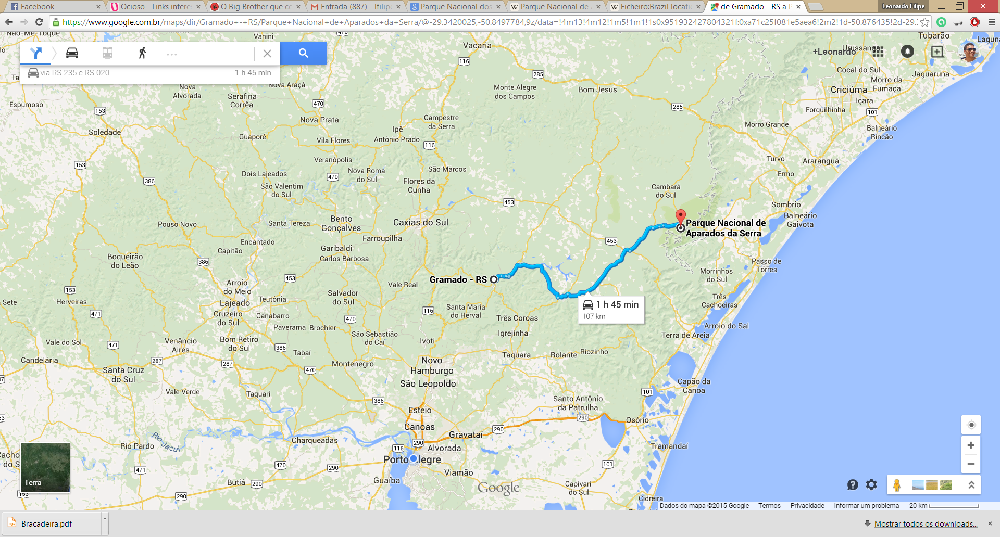 Facebook
Ocioso - Links intere
O Big Brother que co
Entrada (887) - lfilipe
Parque Nacional dos
Parque Nacional de A
Ficheiro:Brazil locatio
de Gramado - RS a P
Leonardo Filipe
https://www.google.com.br/maps/dir/Gramado+-+RS/Parque+Nacional+de+Aparados+da+Serra/@-29.3420025,-50.8497784,9z/data=!4m13!4m12!1m5!1m1!1s0x951932427804321f:0xa71c25f081e5aea6!2m2!1d-50.876435!2d-29.3
via RS-235 e RS-020
1 h 45 min
+Leonardo
Não-Me-Toque
Vanini
470
Vacaria
Tubarão
Laguna
Urussanga
116
285
Cocal do Sul
Jaguaruna
Morro da
Fumaça
Nova Araçá
Nova
Alvorada
Serafina
Corrêa
Monte Alegre
dos Campos
Bom Jesus
Criciúma
Içara
Espumoso
153
470
285
Forquilhinha
101
Nova Prata
Campestre
da Serra
Soledade
Ipê
Morro Grande
Balneário
Rincão
Guaporé
Vila Flores
Antônio Prado
116
Veranópolis
Turvo
Araranguá
153
Dois Lajeados
Nova Roma
do Sul
São Marcos
Ermo
386
São Valentim
do Sul
470
Flores da
Cunha
Cambará
do Sul
453
Sombrio
Balneário
Gaivota
Pouso Novo
Santa Tereza
Bento
Gonçalves
Caxias do Sul
Parque Nacional de
Aparados da Serra
Farroupilha
453
Encantado
Capitão
Garibaldi
Carlos Barbosa
Boqueirão
do Leão
386
Passo de
Torres
Morrinhos
do Sul
453
Gramado - RS
Arroio
do Meio
Vale Real
153
Sete
Herveiras
Lajeado
Teutônia
Salvador
do Sul
Três
Cachoeiras
1 h 45 min
107 km
471
Cruzeiro
do Sul
Canabarro
470
116
Santa Maria
do Herval
Três Coroas
Paverama
Brochier
São Sebastião
do Caí
Igrejinha
Arroio do Sal
Terra de Areia
Vale do Sol
471
Venâncio
Aires
Bom Retiro
do Sul
386
Tabaí
Ivoti
Candelária
287
287
Montenegro
Novo
Hamburgo
Taquara
Rolante
Riozinho
Santa Cruz
do Sul
470
São Leopoldo
Capão da
Canoa
Vale Verde
Taquari
386
101
Santo Antônio
da Patrulha
Esteio
290
Osório
Canoas
Gravataí
290
Rio Jacuí
Rio Pardo
Charqueadas
116
290
Alvorada
Tramandaí
Porto Alegre
470
290
101
471
Viamão
Guaíba
Butiá
290
290
Capivari
do Sul
Cidreira
Terra
153
Google
Dados do mapa ©2015 Google
Termos
Privacidade
Informar um problema
20 km
Bracadeira.pdf
Mostrar todos os downloads...